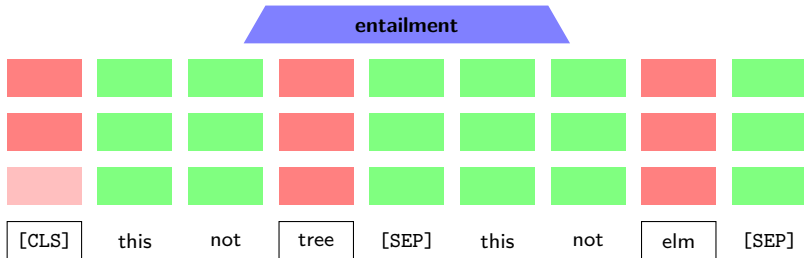 entailment
[CLS] this not tree [SEP] this not elm [SEP]